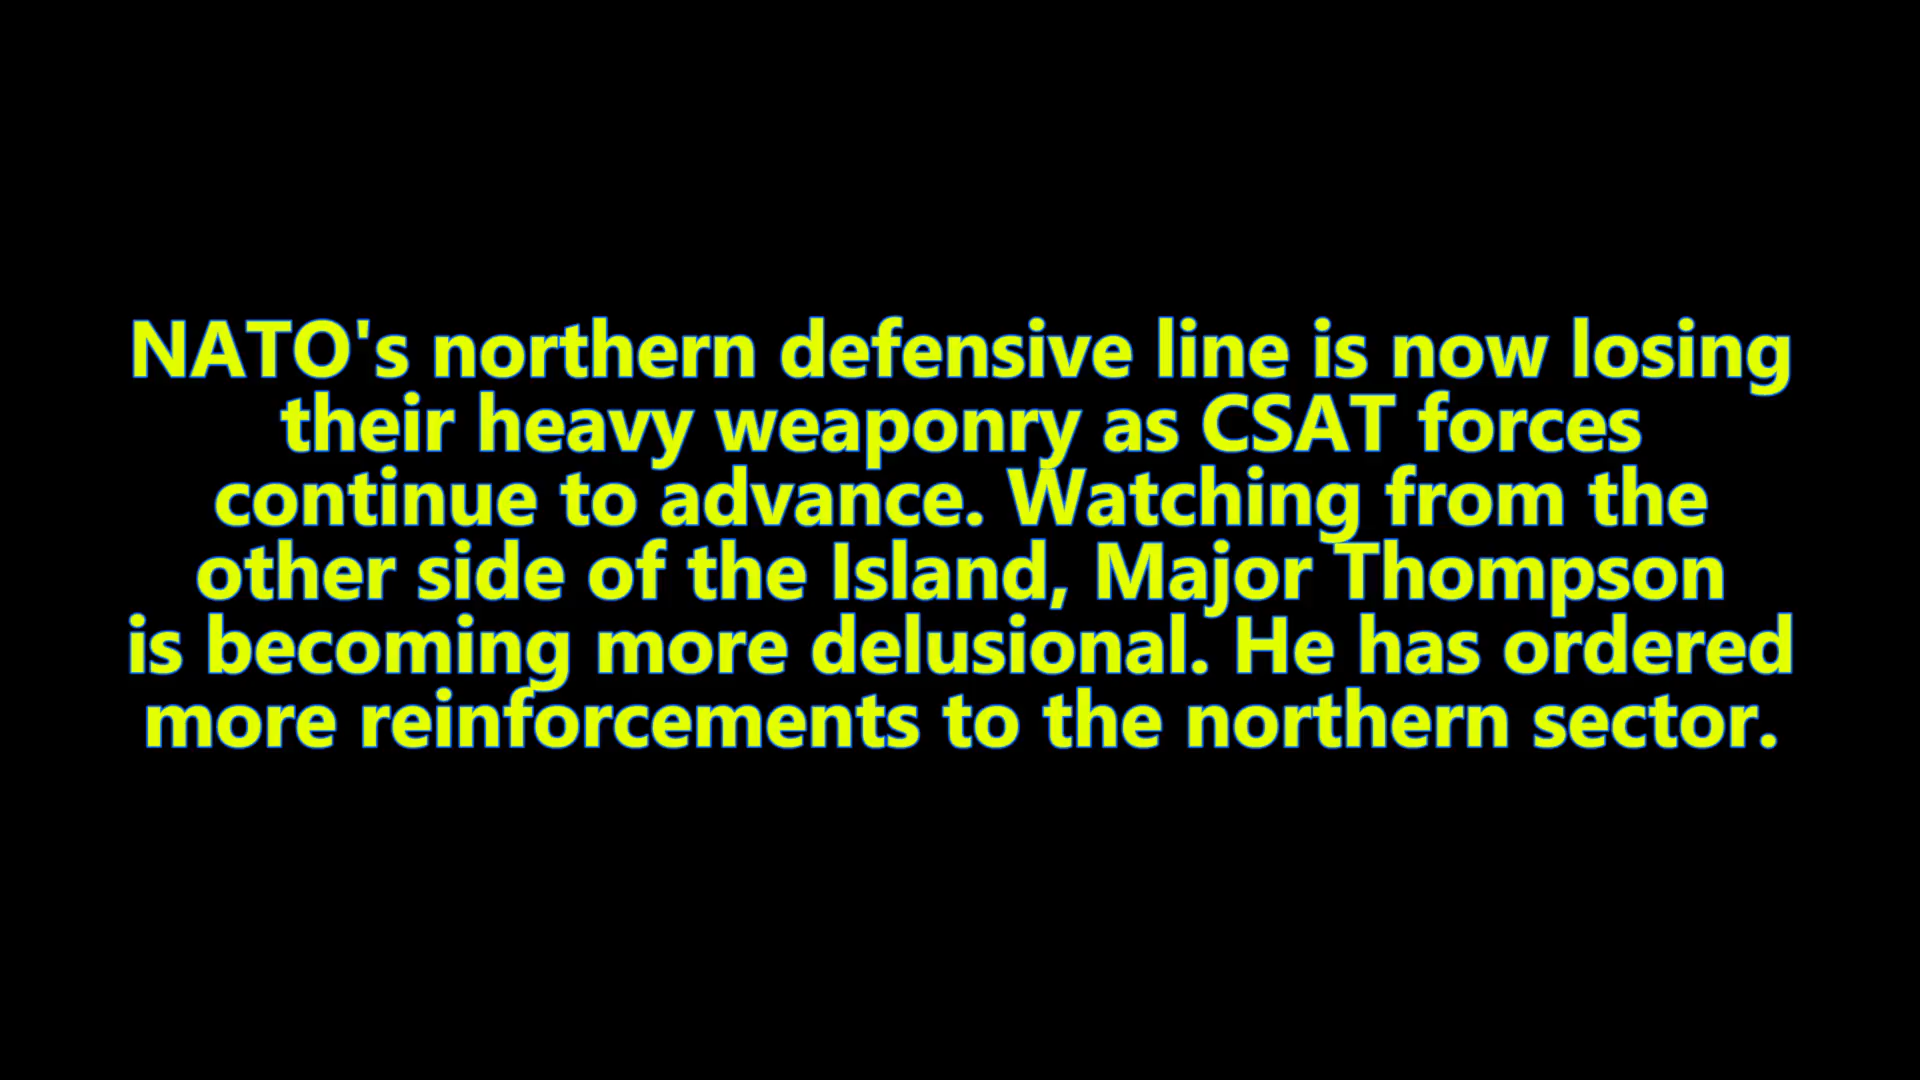 NATO's northern defensive line is now losing
their heavy weaponry as CSAT forces
continue to advance. Watching from the
other side of the Island, Major Thompson
is becoming more delusional. He has ordered
more reinforcements to the northern sector.